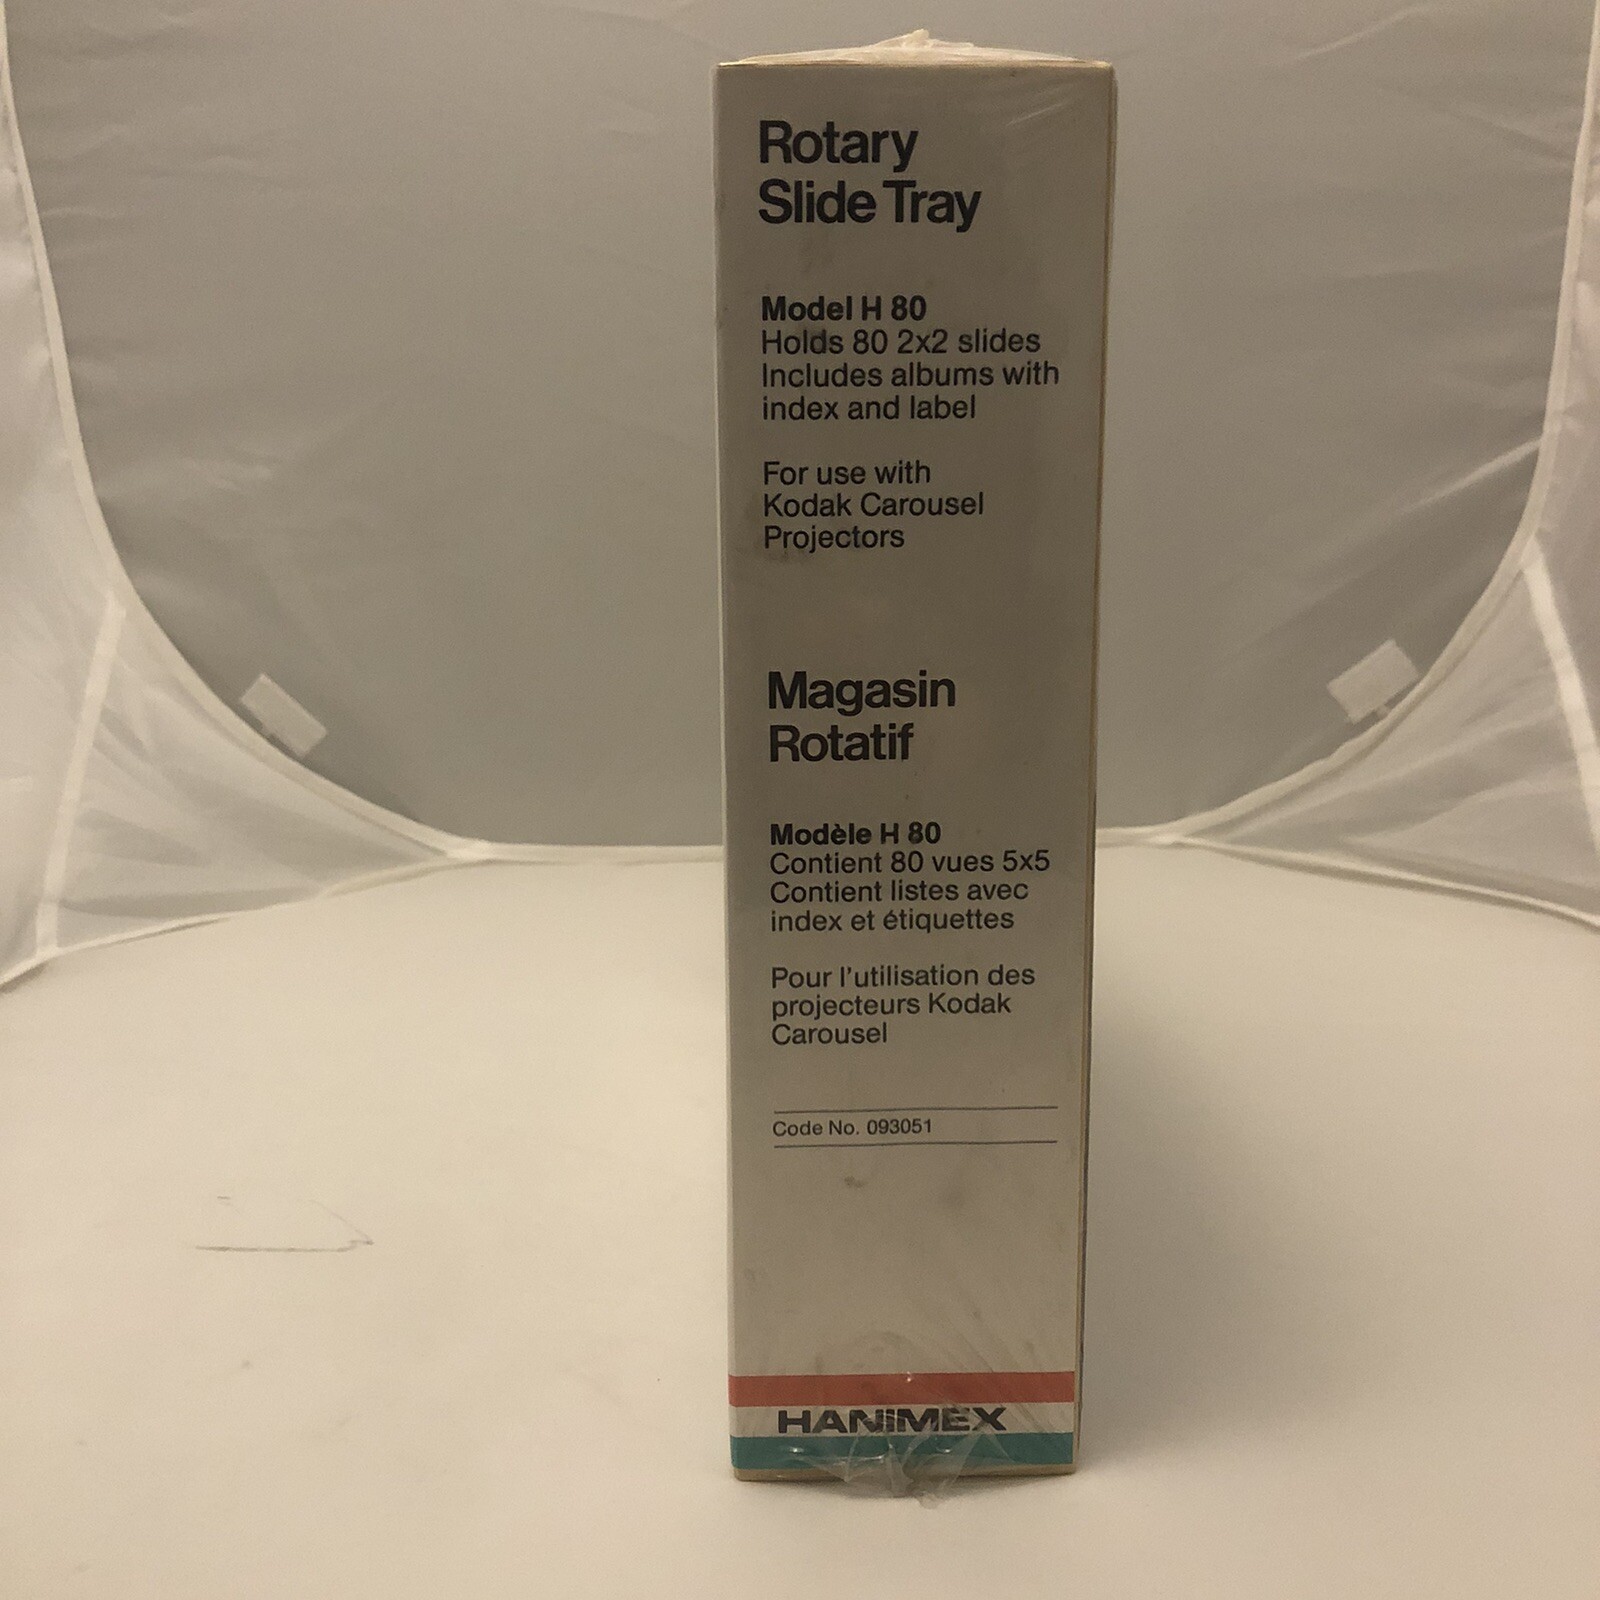 Rotary
Slide Tray
Model H 80
Holds 80 2x2 slides
Includes albums with
index and label
For use with
Kodak Carousel
Projectors
Magasin
Rotatif
Modèle H 80
Contient 80 vues 5x5
Contient listes avec
index et étiquettes
Pour l'utilisation des
projecteurs Kodak
Carousel
Code No. 093051
HANIMEX